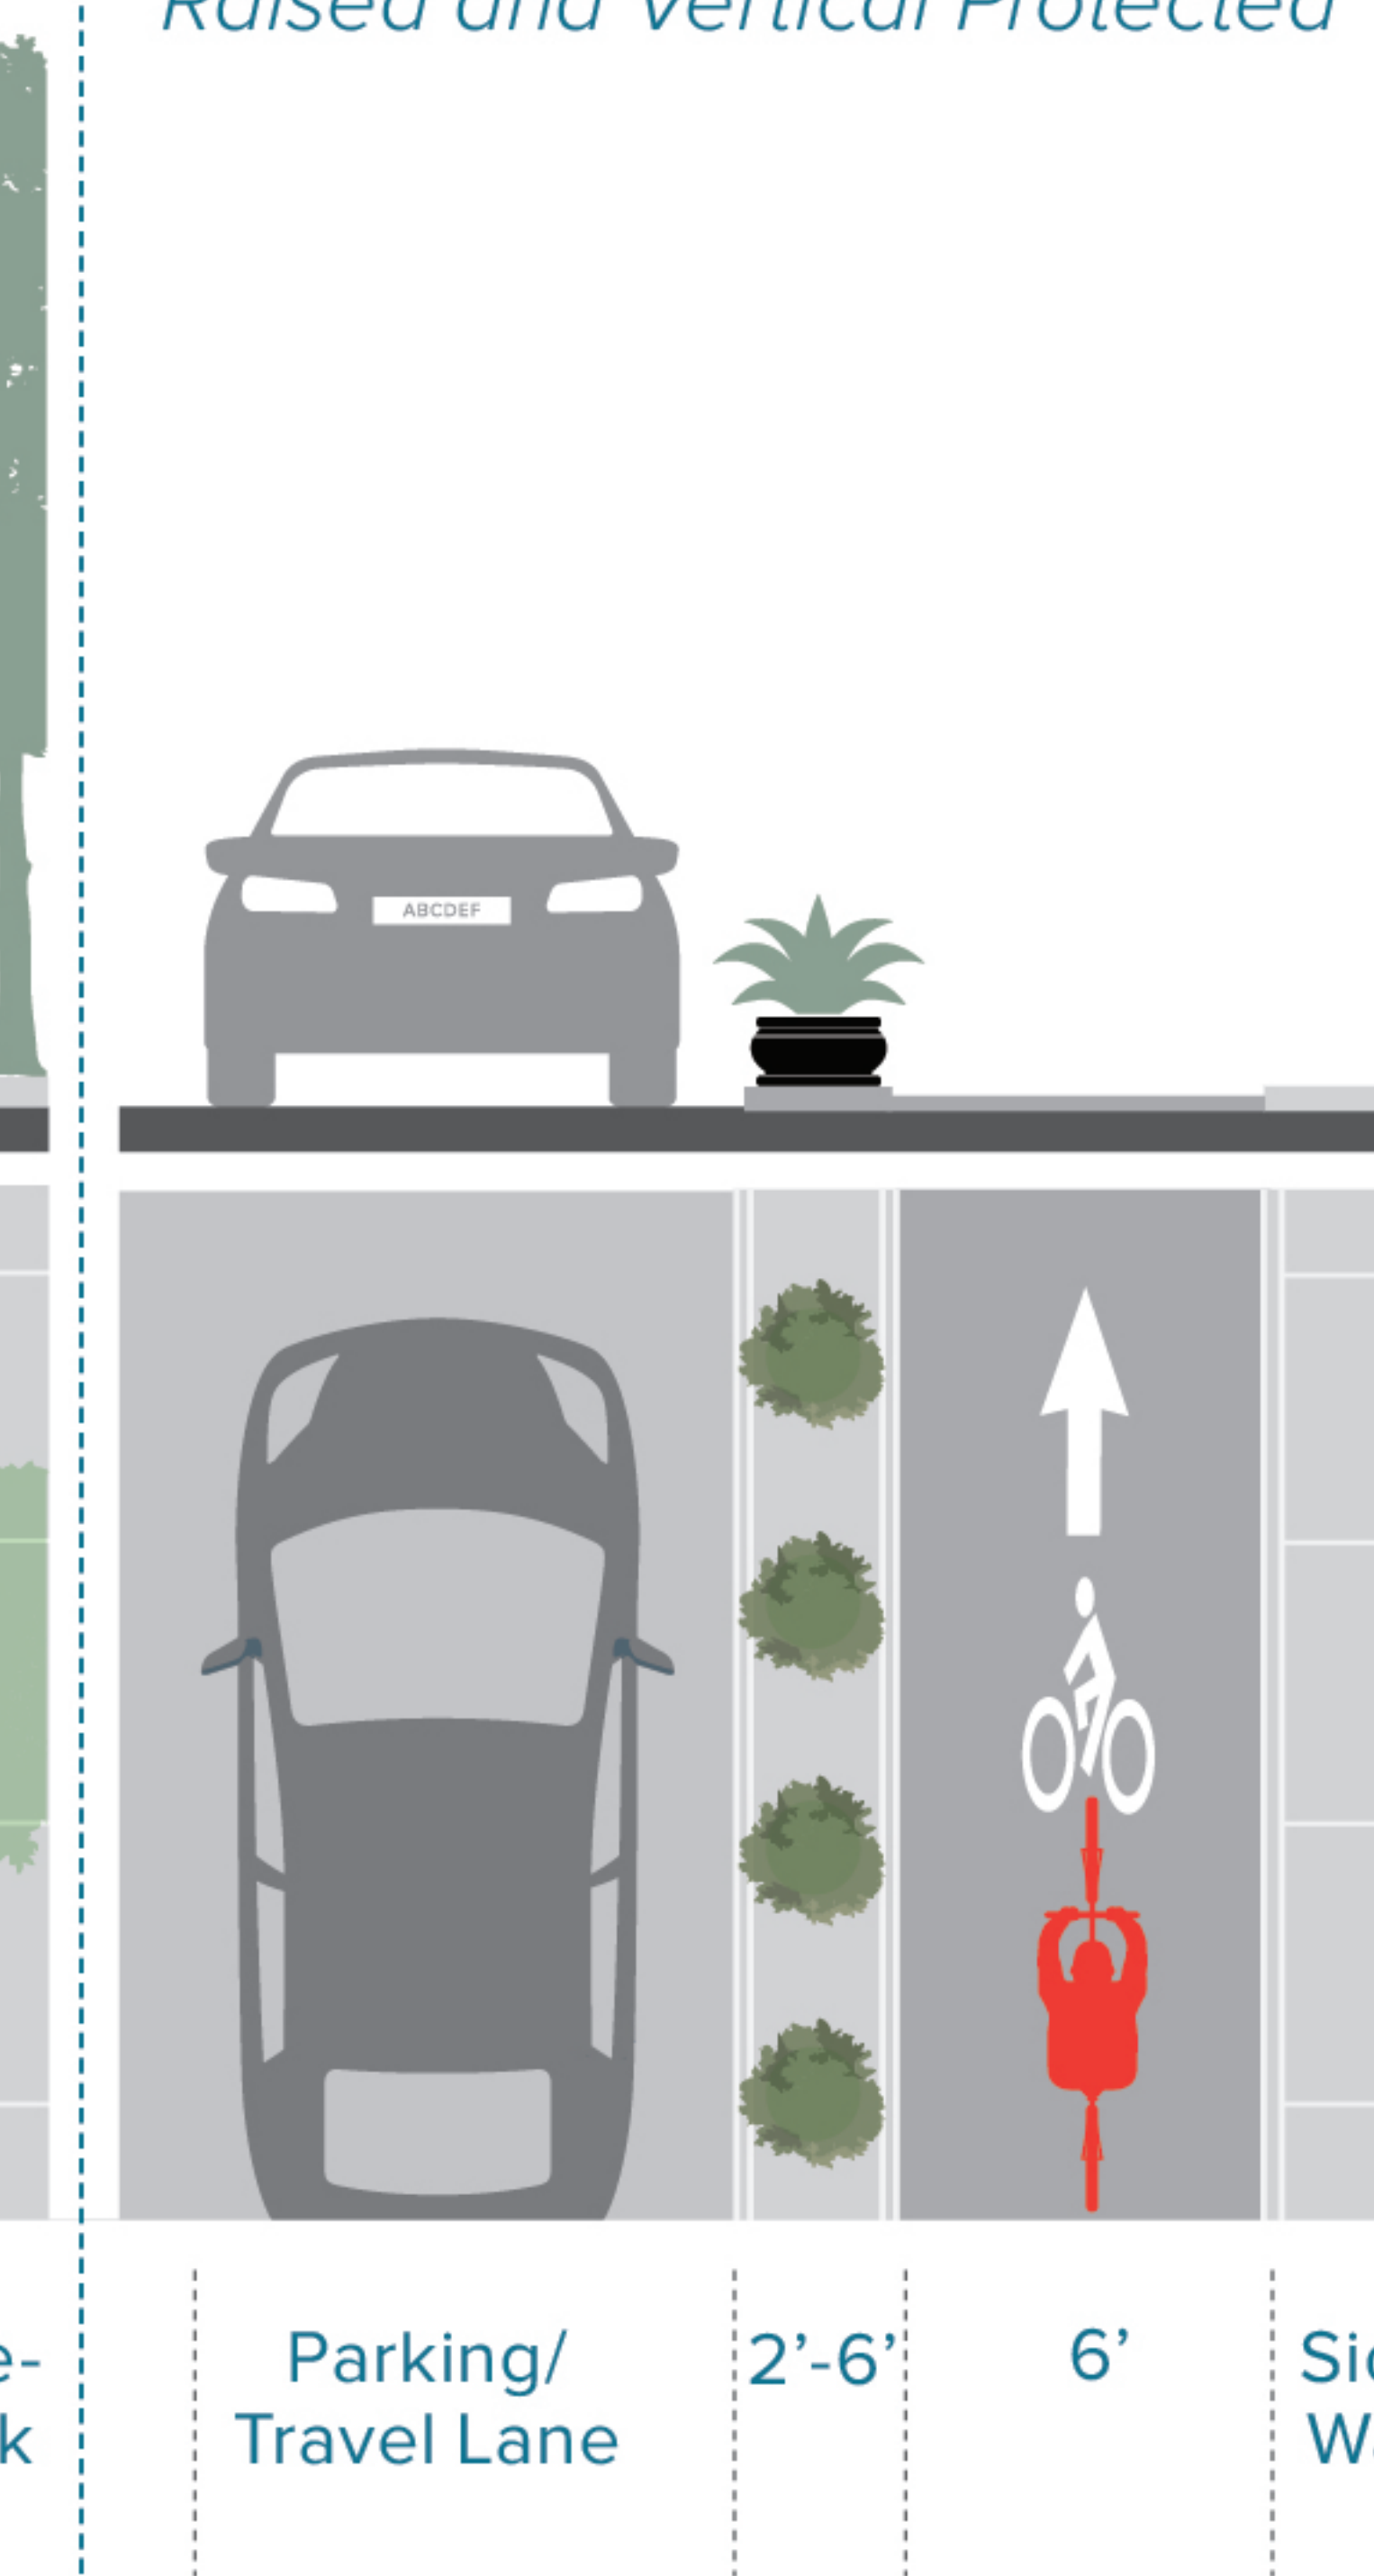 Raised and Vertical Protected
ABCDEF
Parking/
Travel Lane
2’-6’
6’